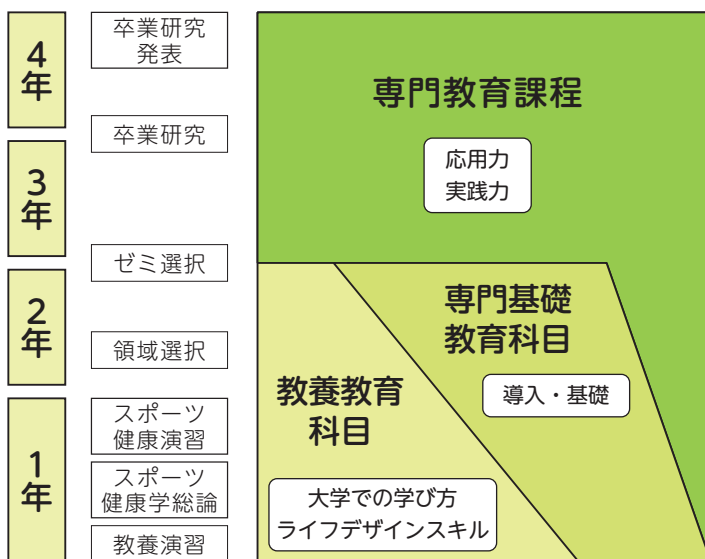 4
年
3
年
2
年
1
年
卒業研究
発表
卒業研究
ゼミ選択
領域選択
スポーツ
健康演習
スポーツ
健康学総論
教養演習
専門教育課程
応用力
実践力
専門基礎
教育科目
導入・基礎
教養教育
科目
大学での学び方
ライフデザインスキル